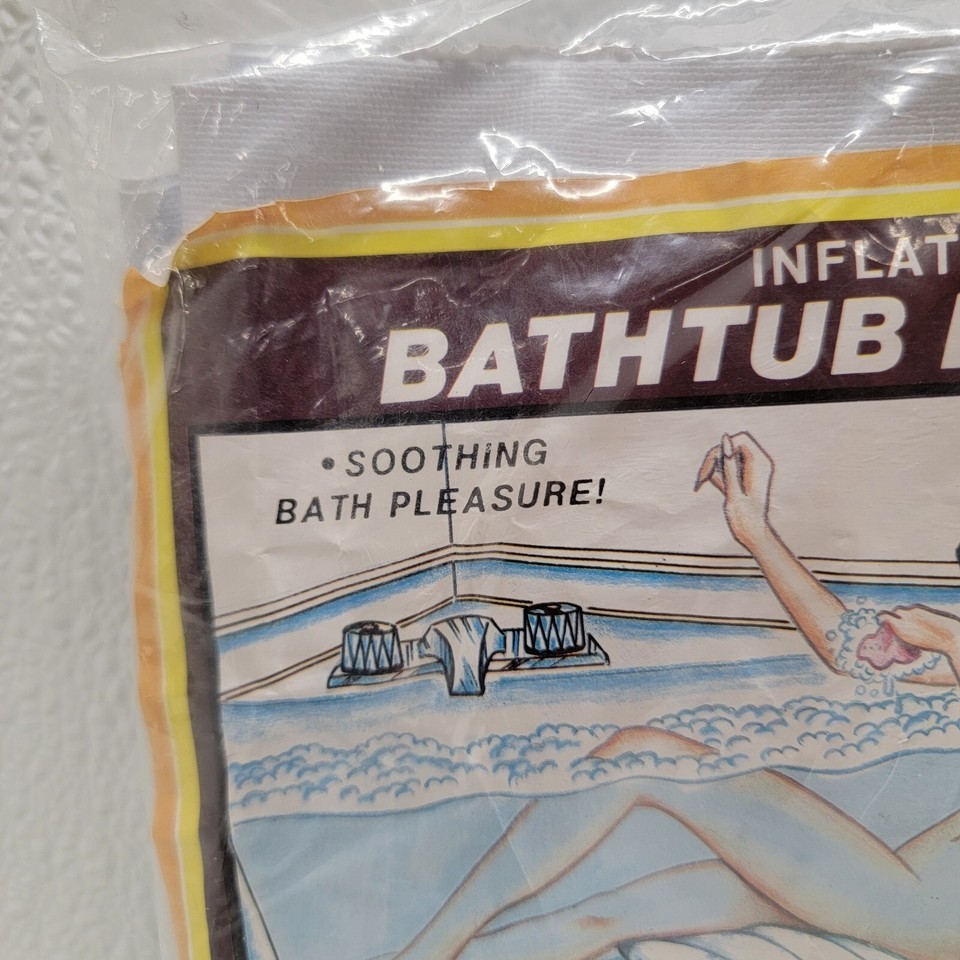 INFLAT
BATHTUB
• SOOTHING
BATH PLEASURE!